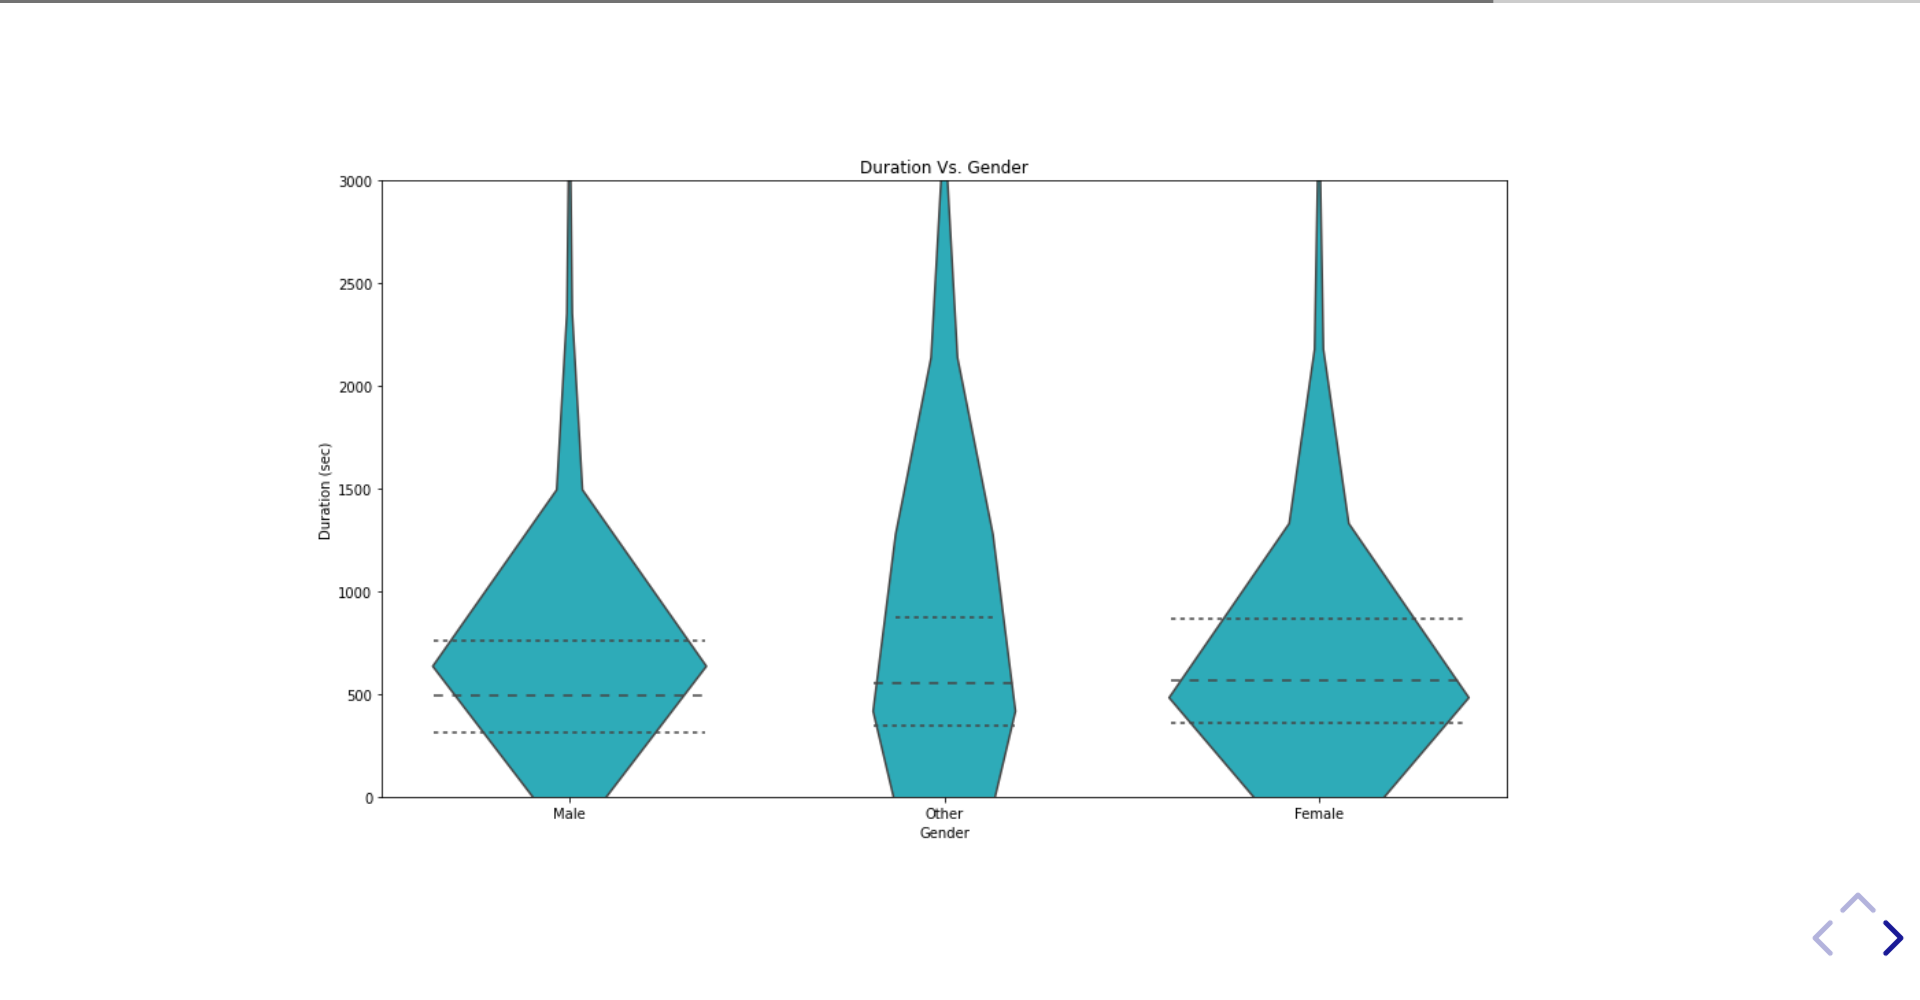 Duration Vs. Gender
3000
2500
2000
1500
1000
500
0
Duration (sec)
Male
Other
Female
Gender